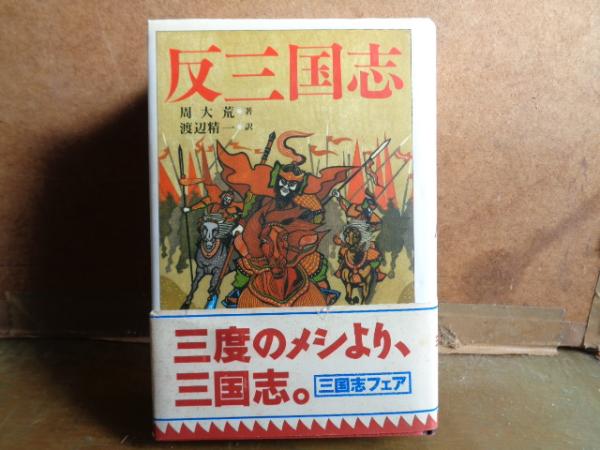 反三国志
周大荒●著
渡辺精一●訳
三度のメシより、
三国志。
三国志フェア